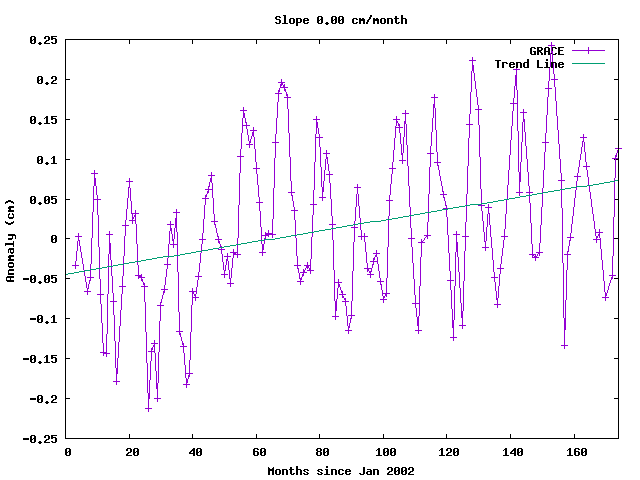 Slope 0.00 cm/month
GRACE
Trend Line
0.25
0.2
0.15
0.1
0.05
0
-0.05
-0.1
-0.15
-0.2
-0.25
Anomaly (cm)
0 20 40 60 80 100 120 140 160
Months since Jan 2002